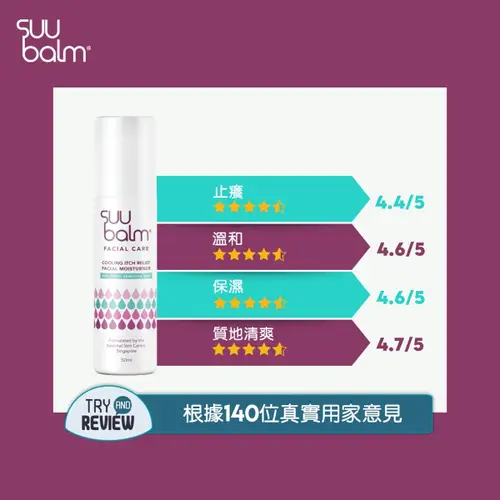 suu
balm®
止癢
4.4/5
溫和
4.6/5
保濕
4.6/5
質地清爽
4.7/5
suu
balm®
FACIAL CARE
COOLING ITCH RELIEF
FACIAL MOISTURISER
Formulated by the
National Skin Centre,
Singapore
50ml
TRY AND
REVIEW
根據140位真實用家意見